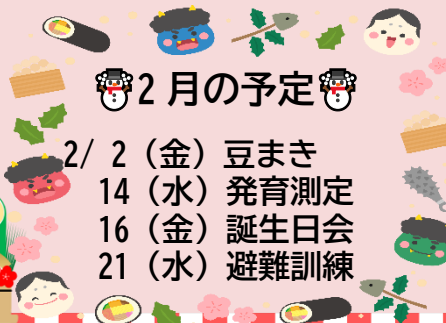 ☃2月の予定☃
2/ 2（金）豆まき
14（水）発育測定
16（金）誕生日会
21（水）避難訓練